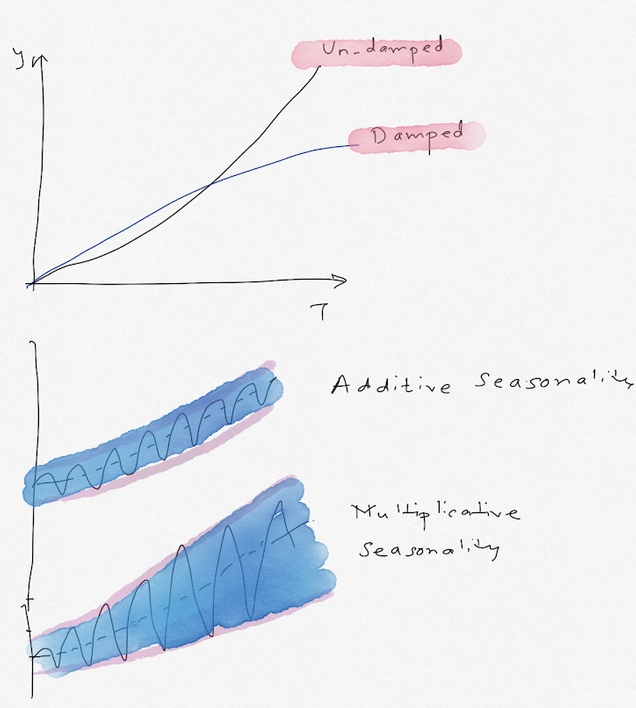 y
Un-damped
Damped
T
Additive seasonality
Multiplicative
seasonality